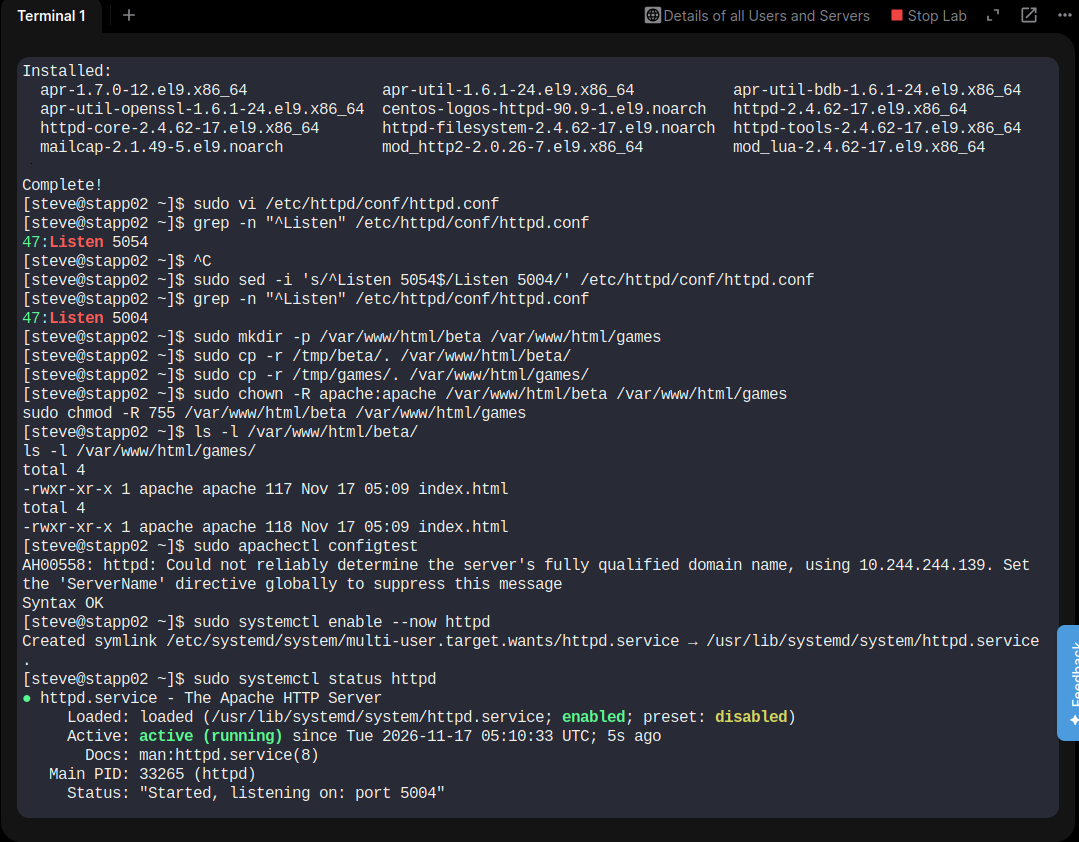 Terminal 1
+
Details of all Users and Servers
Stop Lab
Installed:
apr-1.7.0-12.el9.x86_64 apr-util-1.6.1-24.el9.x86_64 apr-util-bdb-1.6.1-24.el9.x86_64
apr-util-openssl-1.6.1-24.el9.x86_64 centos-logos-httpd-90.9-1.el9.noarch httpd-2.4.62-17.el9.x86_64
httpd-core-2.4.62-17.el9.x86_64 httpd-filesystem-2.4.62-17.el9.noarch httpd-tools-2.4.62-17.el9.x86_64
mailcap-2.1.49-5.el9.noarch mod_http2-2.0.26-7.el9.x86_64 mod_lua-2.4.62-17.el9.x86_64
Complete!
[steve@stapp02 ~]$ sudo vi /etc/httpd/conf/httpd.conf
[steve@stapp02 ~]$ grep -n "^Listen" /etc/httpd/conf/httpd.conf
47:Listen 5054
[steve@stapp02 ~]$ ^C
[steve@stapp02 ~]$ sudo sed -i 's/^Listen 5054$/Listen 5004/' /etc/httpd/conf/httpd.conf
[steve@stapp02 ~]$ grep -n "^Listen" /etc/httpd/conf/httpd.conf
47:Listen 5004
[steve@stapp02 ~]$ sudo mkdir -p /var/www/html/beta /var/www/html/games
[steve@stapp02 ~]$ sudo cp -r /tmp/beta/. /var/www/html/beta/
[steve@stapp02 ~]$ sudo cp -r /tmp/games/. /var/www/html/games/
[steve@stapp02 ~]$ sudo chown -R apache:apache /var/www/html/beta /var/www/html/games
sudo chmod -R 755 /var/www/html/beta /var/www/html/games
[steve@stapp02 ~]$ ls -l /var/www/html/beta/
ls -l /var/www/html/games/
total 4
-rwxr-xr-x 1 apache apache 117 Nov 17 05:09 index.html
total 4
-rwxr-xr-x 1 apache apache 118 Nov 17 05:09 index.html
[steve@stapp02 ~]$ sudo apachectl configtest
AH00558: httpd: Could not reliably determine the server's fully qualified domain name, using 10.244.244.139. Set
the 'ServerName' directive globally to suppress this message
Syntax OK
[steve@stapp02 ~]$ sudo systemctl enable --now httpd
Created symlink /etc/systemd/system/multi-user.target.wants/httpd.service → /usr/lib/systemd/system/httpd.service
.
[steve@stapp02 ~]$ sudo systemctl status httpd
● httpd.service - The Apache HTTP Server
Loaded: loaded (/usr/lib/systemd/system/httpd.service; enabled; preset: disabled)
Active: active (running) since Tue 2026-11-17 05:10:33 UTC; 5s ago
Docs: man:httpd.service(8)
Main PID: 33265 (httpd)
Status: "Started, listening on: port 5004"
Feedback